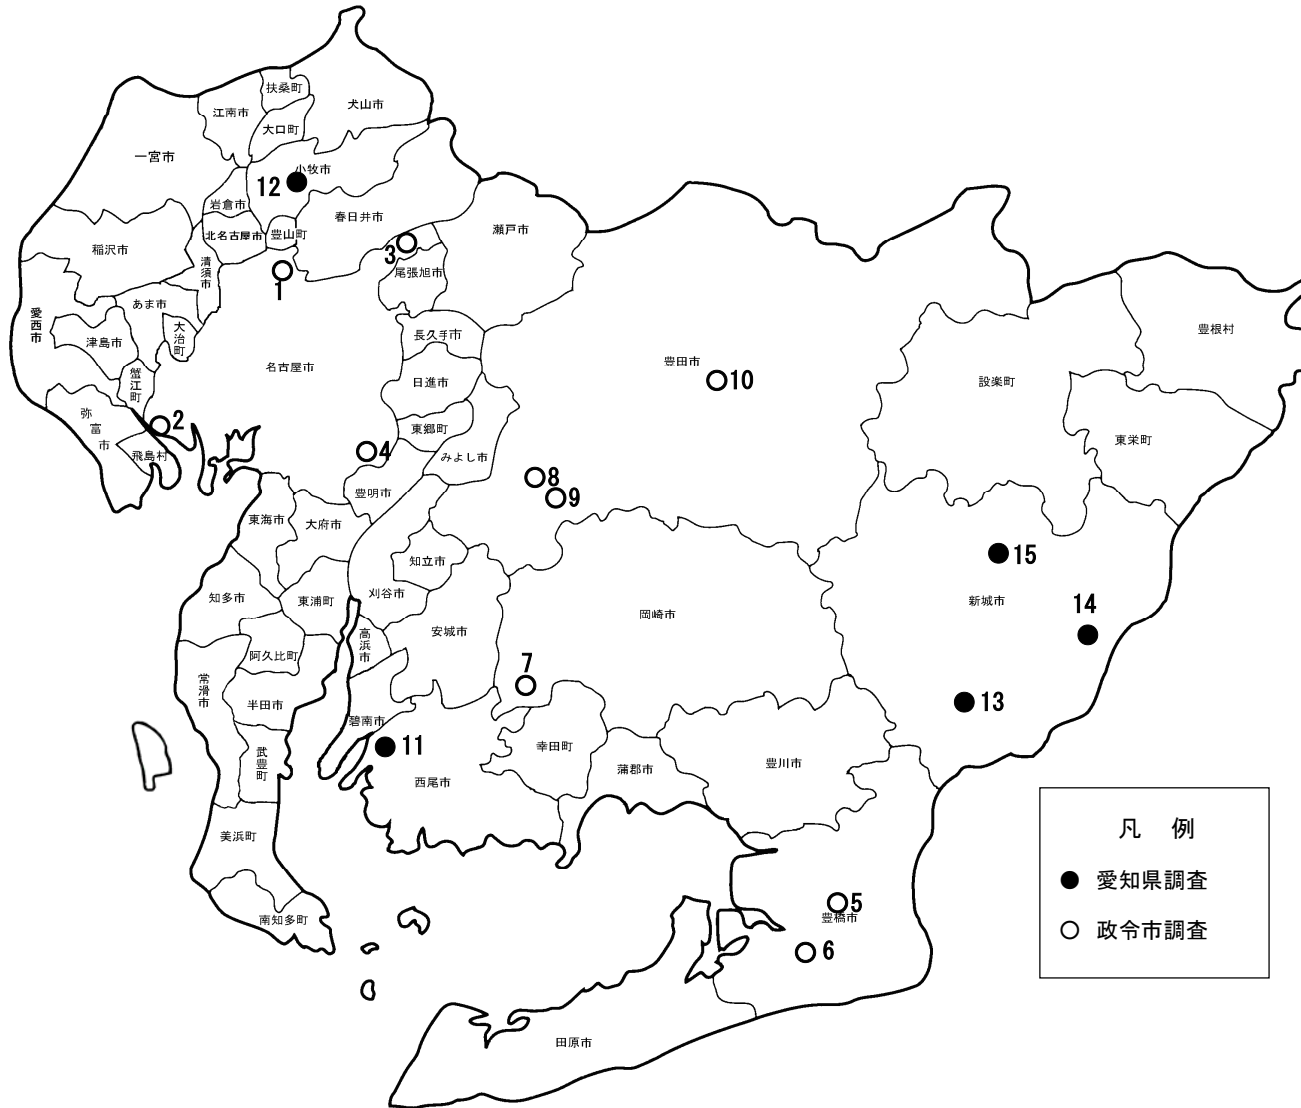 扶桑町
犬山市
江南市
大口町
一宮市
小牧市
12
岩倉市
春日井市
瀬戸市
北名古屋市
豊山町
稲沢市
3
清須市
尾張旭市
1
あま市
愛西市
大治町
津島市
長久手市
豊根村
名古屋市
豊田市
蟹江町
日進市
10
設楽町
弥富市
2
東郷町
東栄町
飛島村
4
みよし市
8
豊明市
9
東海市
大府市
知立市
15
刈谷市
知多市
東浦町
新城市
14
岡崎市
安城市
高浜市
阿久比町
7
常滑市
半田市
13
碧南市
11
幸田町
武豊町
西尾市
蒲郡市
豊川市
美浜町
凡 例
愛知県調査
5
豊橋市
南知多町
政令市調査
6
田原市